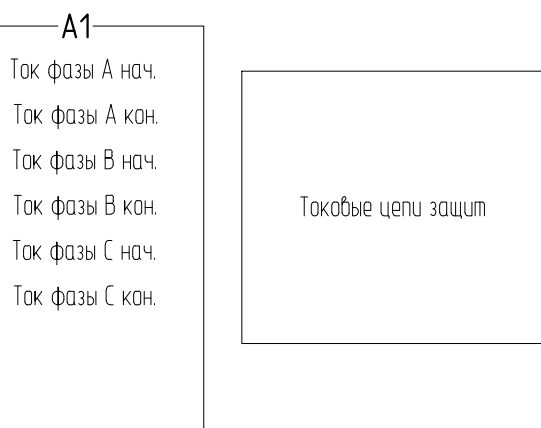 А1
Ток фазы А нач.
Ток фазы А кон.
Ток фазы В нач.
Ток фазы В кон.
Ток фазы С нач.
Ток фазы С кон.
Токовые цепи защит